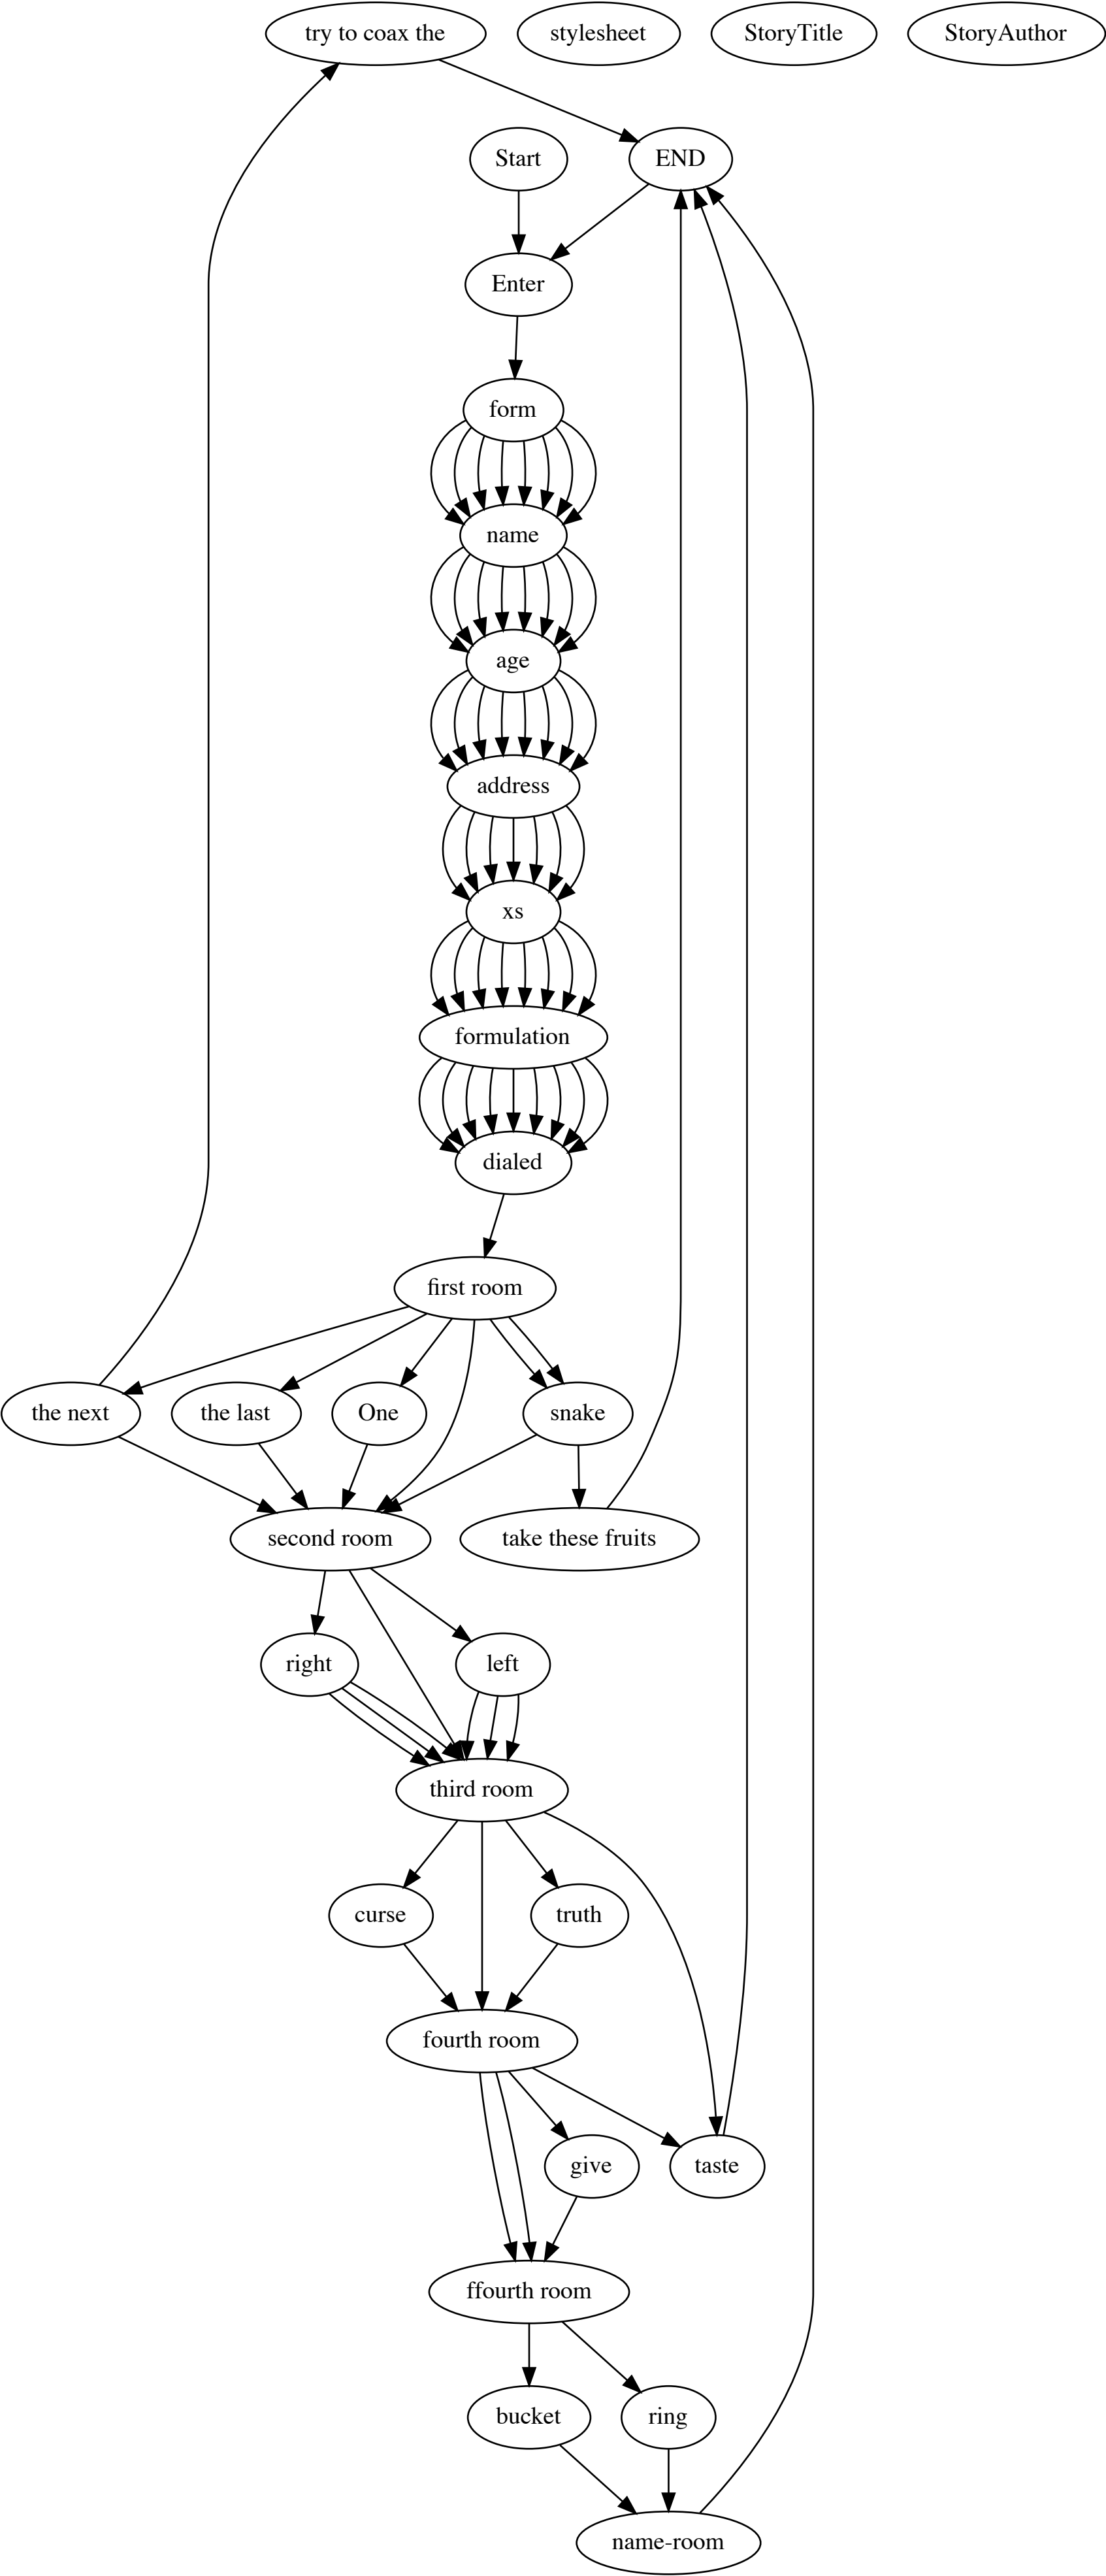 try to coax the
stylesheet
StoryTitle
StoryAuthor
Start
END
Enter
form
name
age
address
xs
formulation
dialed
first room
the next
the last
One
snake
second room
take these fruits
right
left
third room
curse
truth
fourth room
give
taste
ffourth room
bucket
ring
name-room